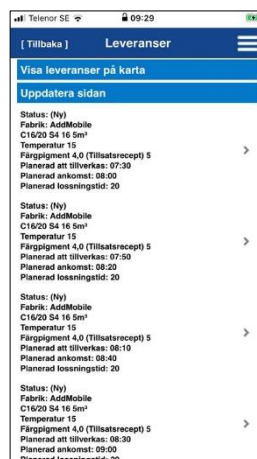 Telenor SE 09:29
[ Tillbaka ] Leveranser
Visa leveranser på karta
Uppdatera sidan
Status: (Ny)
Fabrik: AddMobile
C16/20 S4 16 5m³
Temperatur 15
Färgpigment 4,0 (Tillsatsrecept) 5
Planerad att tillverkas: 07:30
Planerad ankomst: 08:00
Planerad lossningstid: 20
Status: (Ny)
Fabrik: AddMobile
C16/20 S4 16 5m³
Temperatur 15
Färgpigment 4,0 (Tillsatsrecept) 5
Planerad att tillverkas: 07:50
Planerad ankomst: 08:20
Planerad lossningstid: 20
Status: (Ny)
Fabrik: AddMobile
C16/20 S4 16 5m³
Temperatur 15
Färgpigment 4,0 (Tillsatsrecept) 5
Planerad att tillverkas: 08:10
Planerad ankomst: 08:40
Planerad lossningstid: 20
Status: (Ny)
Fabrik: AddMobile
C16/20 S4 16 5m³
Temperatur 15
Färgpigment 4,0 (Tillsatsrecept) 5
Planerad att tillverkas: 08:30
Planerad ankomst: 09:00
Planerad lossningstid: 20